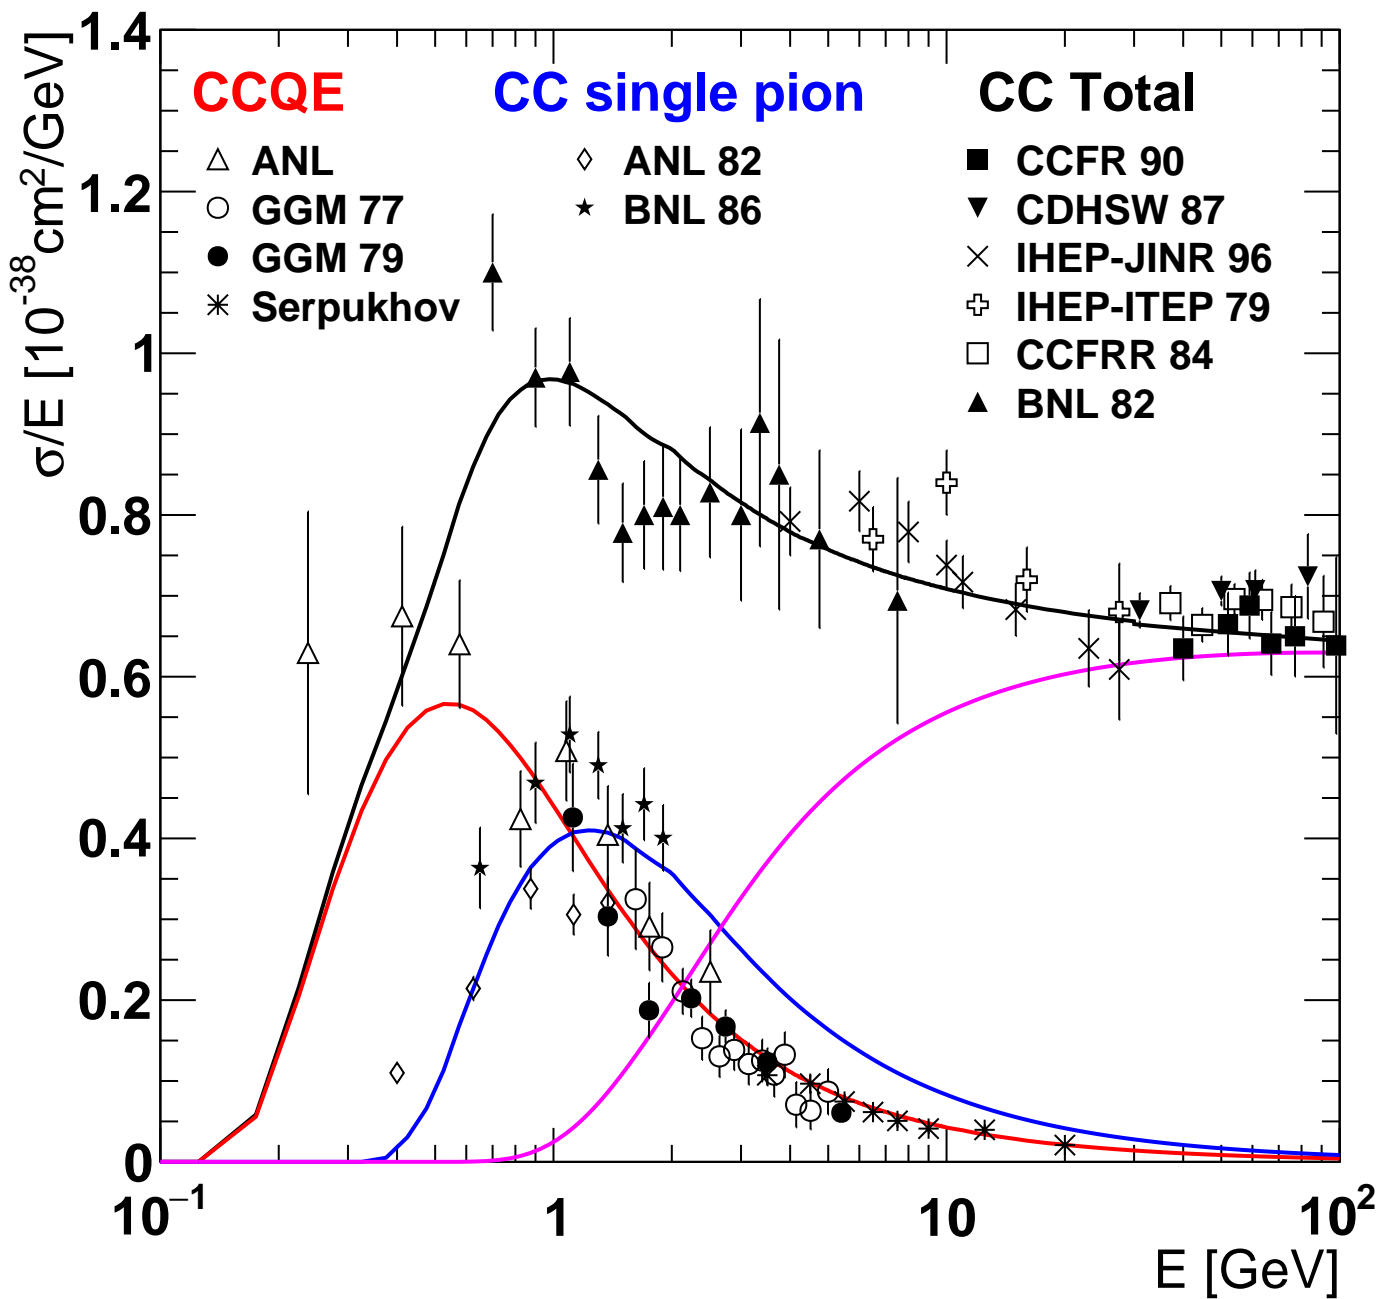 σ/E [10⁻³⁸cm²/GeV]
1.4
1.2
1
0.8
0.6
0.4
0.2
0
CCQE
ANL
GGM 77
GGM 79
Serpukhov
CC single pion
ANL 82
BNL 86
CC Total
CCFR 90
CDHSW 87
IHEP-JINR 96
IHEP-ITEP 79
CCFRR 84
BNL 82
10⁻¹ 1 10 10²
E [GeV]